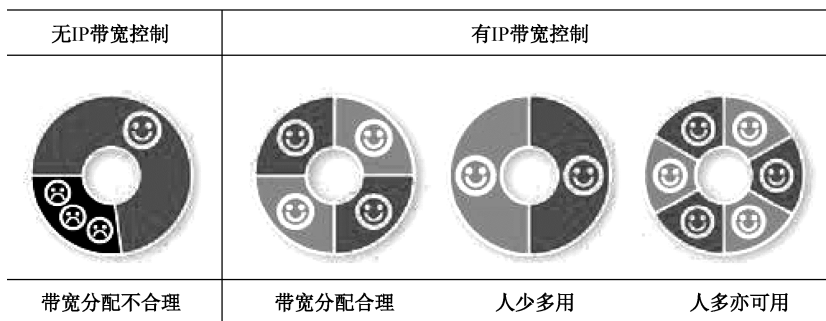 无IP带宽控制
有IP带宽控制
带宽分配不合理
带宽分配合理
人少多用
人多亦可用